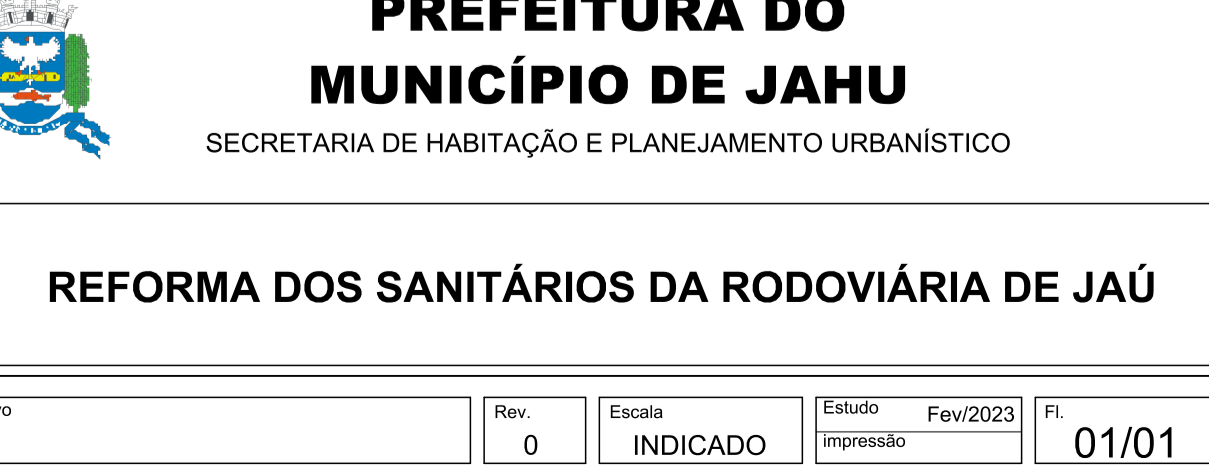 PREFEITURA DO
MUNICÍPIO DE JAHU
SECRETARIA DE HABITAÇÃO E PLANEJAMENTO URBANÍSTICO
REFORMA DOS SANITÁRIOS DA RODOVIÁRIA DE JAÚ
Rev.
0
Escala
INDICADO
Estudo Fev/2023
impressão
Fl.
01/01